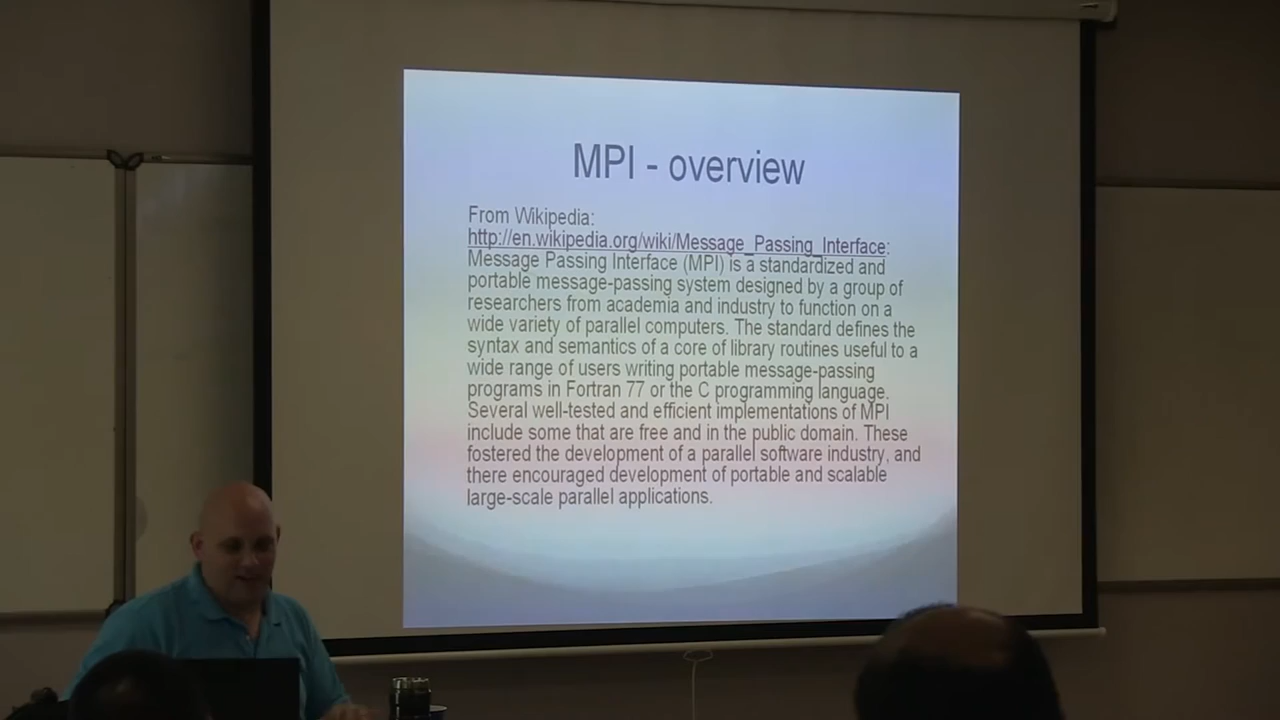 MPI - overview
From Wikipedia:
http://en.wikipedia.org/wiki/Message_Passing_Interface:
Message Passing Interface (MPI) is a standardized and
portable message-passing system designed by a group of
researchers from academia and industry to function on a
wide variety of parallel computers. The standard defines the
syntax and semantics of a core of library routines useful to a
wide range of users writing portable message-passing
programs in Fortran 77 or the C programming language.
Several well-tested and efficient implementations of MPI
include some that are free and in the public domain. These
fostered the development of a parallel software industry, and
there encouraged development of portable and scalable
large-scale parallel applications.